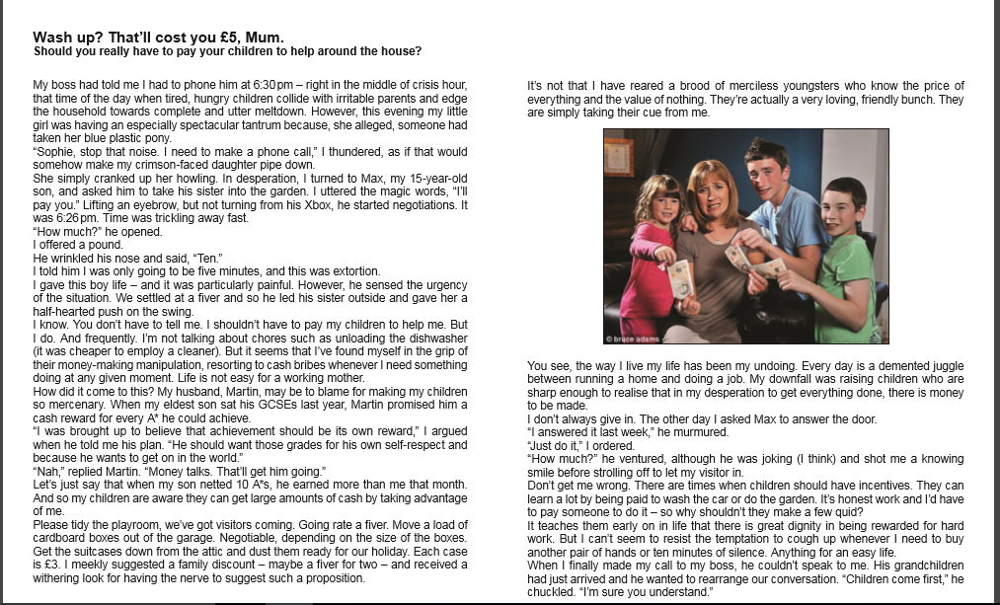 Wash up? That’ll cost you £5, Mum.
Should you really have to pay your children to help around the house?
My boss had told me I had to phone him at 6:30pm – right in the middle of crisis hour,
that time of the day when tired, hungry children collide with irritable parents and edge
the household towards complete and utter meltdown. However, this evening my little
girl was having an especially spectacular tantrum because, she alleged, someone had
taken her blue plastic pony.
“Sophie, stop that noise. I need to make a phone call,” I thundered, as if that would
somehow make my crimson-faced daughter pipe down.
She simply cranked up her howling. In desperation, I turned to Max, my 15-year-old
son, and asked him to take his sister into the garden. I uttered the magic words, “I’ll
pay you.” Lifting an eyebrow, but not turning from his Xbox, he started negotiations. It
was 6:26pm. Time was trickling away fast.
“How much?” he opened.
I offered a pound.
He wrinkled his nose and said, “Ten.”
I told him I was only going to be five minutes, and this was extortion.
I gave this boy life – and it was particularly painful. However, he sensed the urgency
of the situation. We settled at a fiver and so he led his sister outside and gave her a
half-hearted push on the swing.
I know. You don’t have to tell me. I shouldn’t have to pay my children to help me. But
I do. And frequently. I’m not talking about chores such as unloading the dishwasher
(it was cheaper to employ a cleaner). But it seems that I’ve found myself in the grip of
their money-making manipulation, resorting to cash bribes whenever I need something
doing at any given moment. Life is not easy for a working mother.
How did it come to this? My husband, Martin, may be to blame for making my children
so mercenary. When my eldest son sat his GCSEs last year, Martin promised him a
cash reward for every A* he could achieve.
“I was brought up to believe that achievement should be its own reward,” I argued
when he told me his plan. “He should want those grades for his own self-respect and
because he wants to get on in the world.”
“Nah,” replied Martin. “Money talks. That’ll get him going.”
Let’s just say that when my son netted 10 A*s, he earned more than me that month.
And so my children are aware they can get large amounts of cash by taking advantage
of me.
Please tidy the playroom, we’ve got visitors coming. Going rate a fiver. Move a load of
cardboard boxes out of the garage. Negotiable, depending on the size of the boxes.
Get the suitcases down from the attic and dust them ready for our holiday. Each case
is £3. I meekly suggested a family discount – maybe a fiver for two – and received a
withering look for having the nerve to suggest such a proposition.
It’s not that I have reared a brood of merciless youngsters who know the price of
everything and the value of nothing. They’re actually a very loving, friendly bunch. They
are simply taking their cue from me.
© bruce adams
You see, the way I live my life has been my undoing. Every day is a demented juggle
between running a home and doing a job. My downfall was raising children who are
sharp enough to realise that in my desperation to get everything done, there is money
to be made.
I don’t always give in. The other day I asked Max to answer the door.
“I answered it last week,” he murmured.
“Just do it,” I ordered.
“How much?” he ventured, although he was joking (I think) and shot me a knowing
smile before strolling off to let my visitor in.
Don’t get me wrong. There are times when children should have incentives. They can
learn a lot by being paid to wash the car or do the garden. It’s honest work and I’d have
to pay someone to do it – so why shouldn’t they make a few quid?
It teaches them early on in life that there is great dignity in being rewarded for hard
work. But I can’t seem to resist the temptation to cough up whenever I need to buy
another pair of hands or ten minutes of silence. Anything for an easy life.
When I finally made my call to my boss, he couldn’t speak to me. His grandchildren
had just arrived and he wanted to rearrange our conversation. “Children come first,” he
chuckled. “I’m sure you understand.”